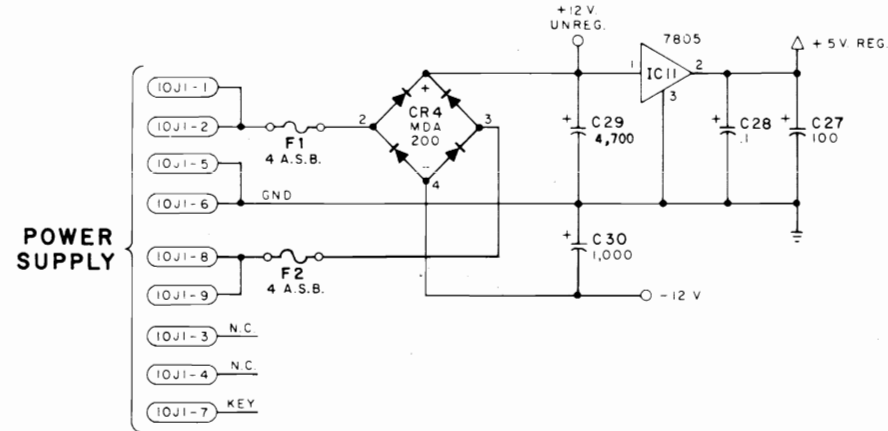 +12 V.
UNREG.
7805
+5V. REG.
1
IC11
2
3
10J1-1
10J1-2
F1
4 A.S.B.
2
+
CR4
MDA
200
3
--
4
+
C29
4,700
+
C28
.1
+
C27
100
10J1-5
10J1-6
GND
POWER
SUPPLY
10J1-8
F2
4 A.S.B.
10J1-9
+
C30
1,000
-12 V
10J1-3
N.C.
10J1-4
N.C.
10J1-7
KEY